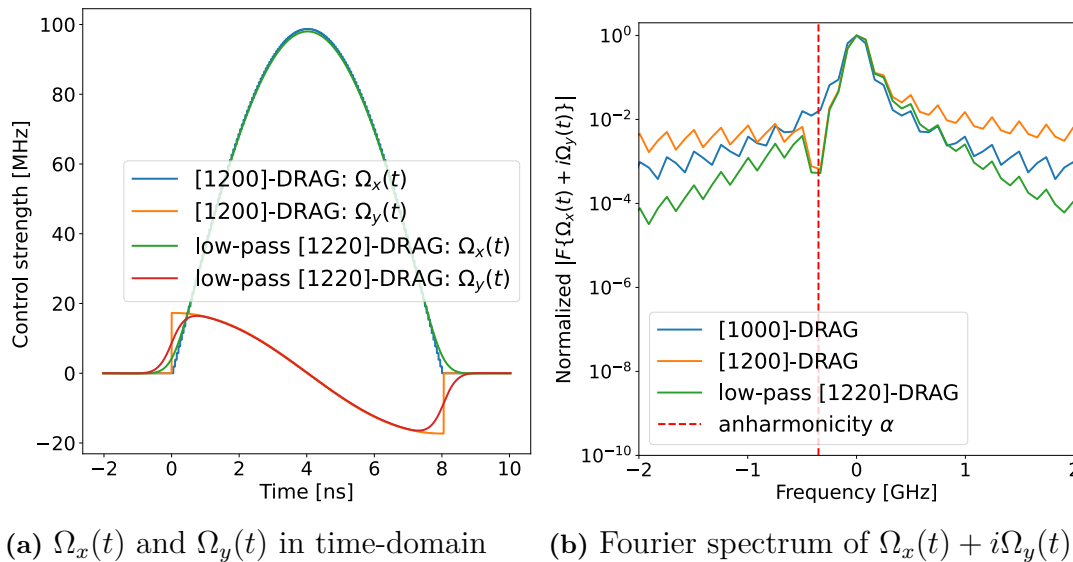 100
80
60
40
20
0
−20
−2
0
2
4
6
8
10
Control strength [MHz]
Time [ns]
[1200]-DRAG: Ωx(t)
[1200]-DRAG: Ωy(t)
low-pass [1220]-DRAG: Ωx(t)
low-pass [1220]-DRAG: Ωy(t)
(a) Ωx(t) and Ωy(t) in time-domain
10⁰
10⁻²
10⁻⁴
10⁻⁶
10⁻⁸
10⁻¹⁰
−2
−1
0
1
2
Normalized |F{Ωx(t) + iΩy(t)}|
Frequency [GHz]
[1000]-DRAG
[1200]-DRAG
low-pass [1220]-DRAG
anharmonicity α
(b) Fourier spectrum of Ωx(t) + iΩy(t)